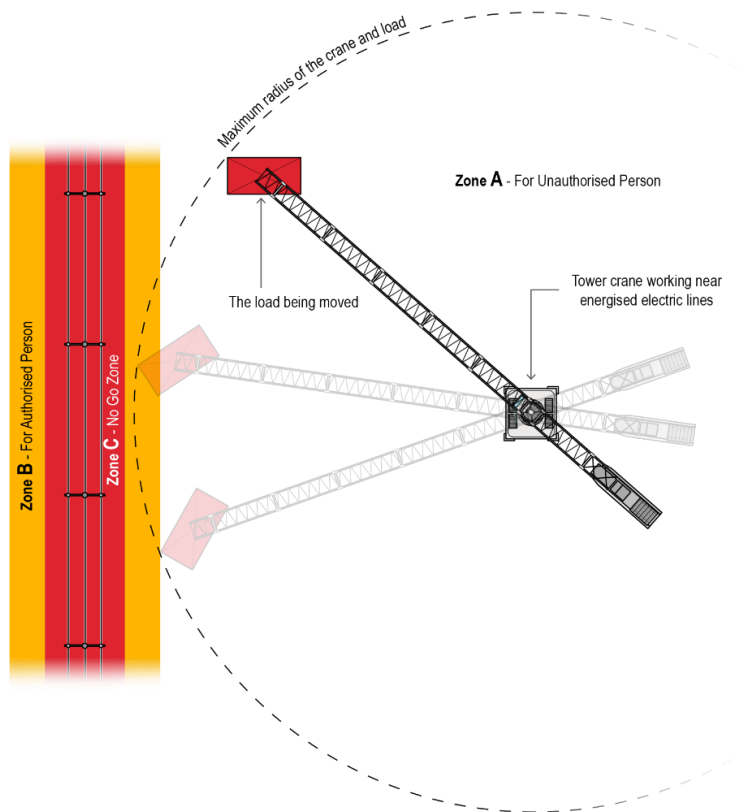 Maximum radius of the crane and load
Zone A - For Unauthorised Person
The load being moved
Tower crane working near
energised electric lines
Zone B - For Authorised Person
Zone C - No Go Zone